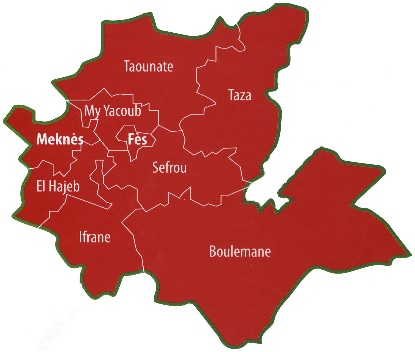 Taounate
Taza
My Yacoub
Meknès
Fès
Sefrou
El Hajeb
Ifrane
Boulemane